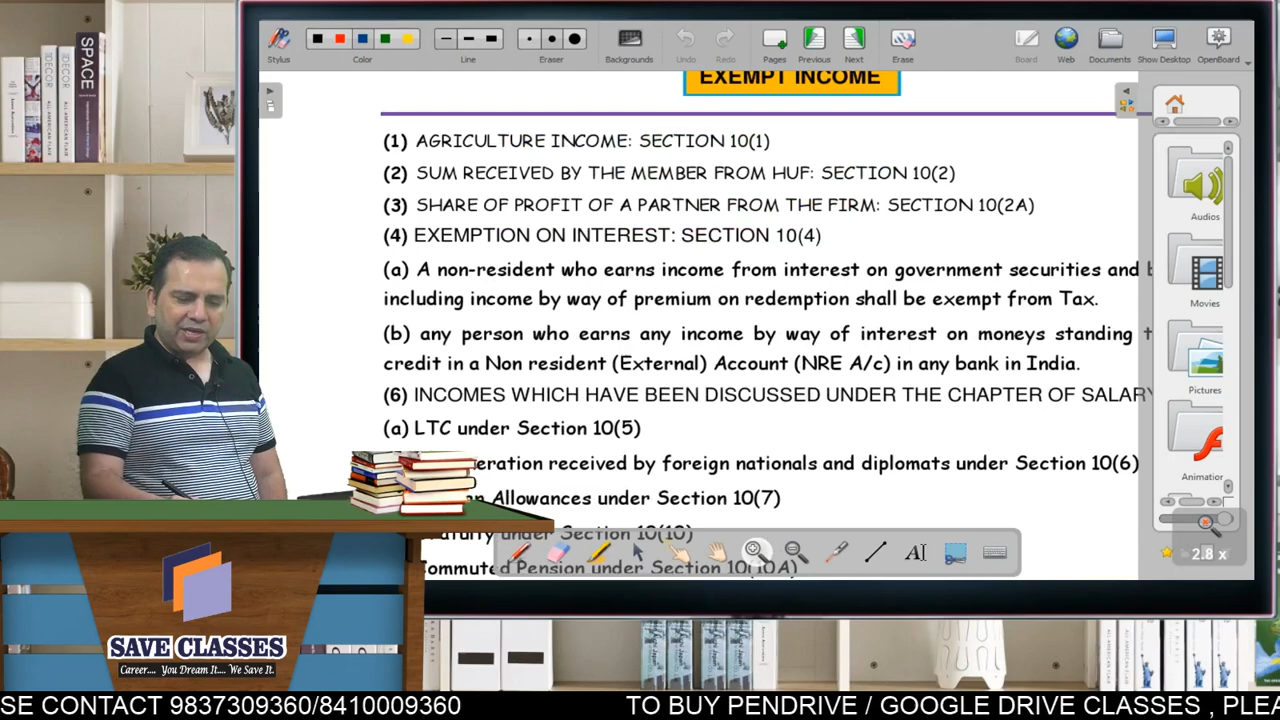 Stylus
Color
Line
Eraser
Backgrounds
Undo
Redo
Pages
Previous
Next
Erase
Board
Web
Documents
Show Desktop
OpenBoard
EXEMPT INCOME
(1) AGRICULTURE INCOME: SECTION 10(1)
(2) SUM RECEIVED BY THE MEMBER FROM HUF: SECTION 10(2)
(3) SHARE OF PROFIT OF A PARTNER FROM THE FIRM: SECTION 10(2A)
(4) EXEMPTION ON INTEREST: SECTION 10(4)
(a) A non-resident who earns income from interest on government securities and
including income by way of premium on redemption shall be exempt from Tax.
(b) any person who earns any income by way of interest on moneys standing
credit in a Non resident (External) Account (NRE A/c) in any bank in India.
(6) INCOMES WHICH HAVE BEEN DISCUSSED UNDER THE CHAPTER OF SALARY
(a) LTC under Section 10(5)
eration received by foreign nationals and diplomats under Section 10(6)
n Allowances under Section 10(7)
under Section 10(10)
Commuted Pension under Section 10(10A)
Audios
Movies
Pictures
Animation
2.8 x
SPACE
SAVE CLASSES
Career.... You Dream It.... We Save It.
SE CONTACT 9837309360/8410009360 TO BUY PENDRIVE / GOOGLE DRIVE CLASSES , PLEA